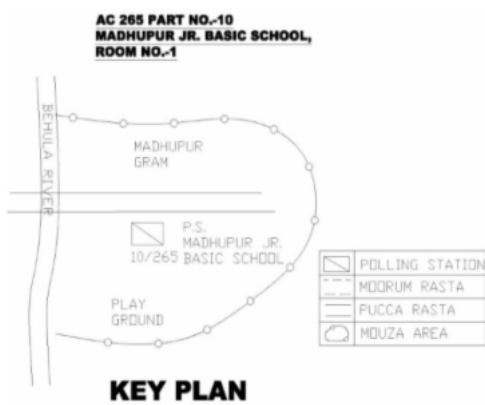 AC 265 PART NO.-10
MADHUPUR JR. BASIC SCHOOL,
ROOM NO.-1
BEHULA RIVER
MADHUPUR
GRAM
P.S.
MADHUPUR JR.
10/265 BASIC SCHOOL
PLAY
GROUND
POLLING STATION
MOORUM RASTA
PUCCA RASTA
MOUZA AREA
KEY PLAN